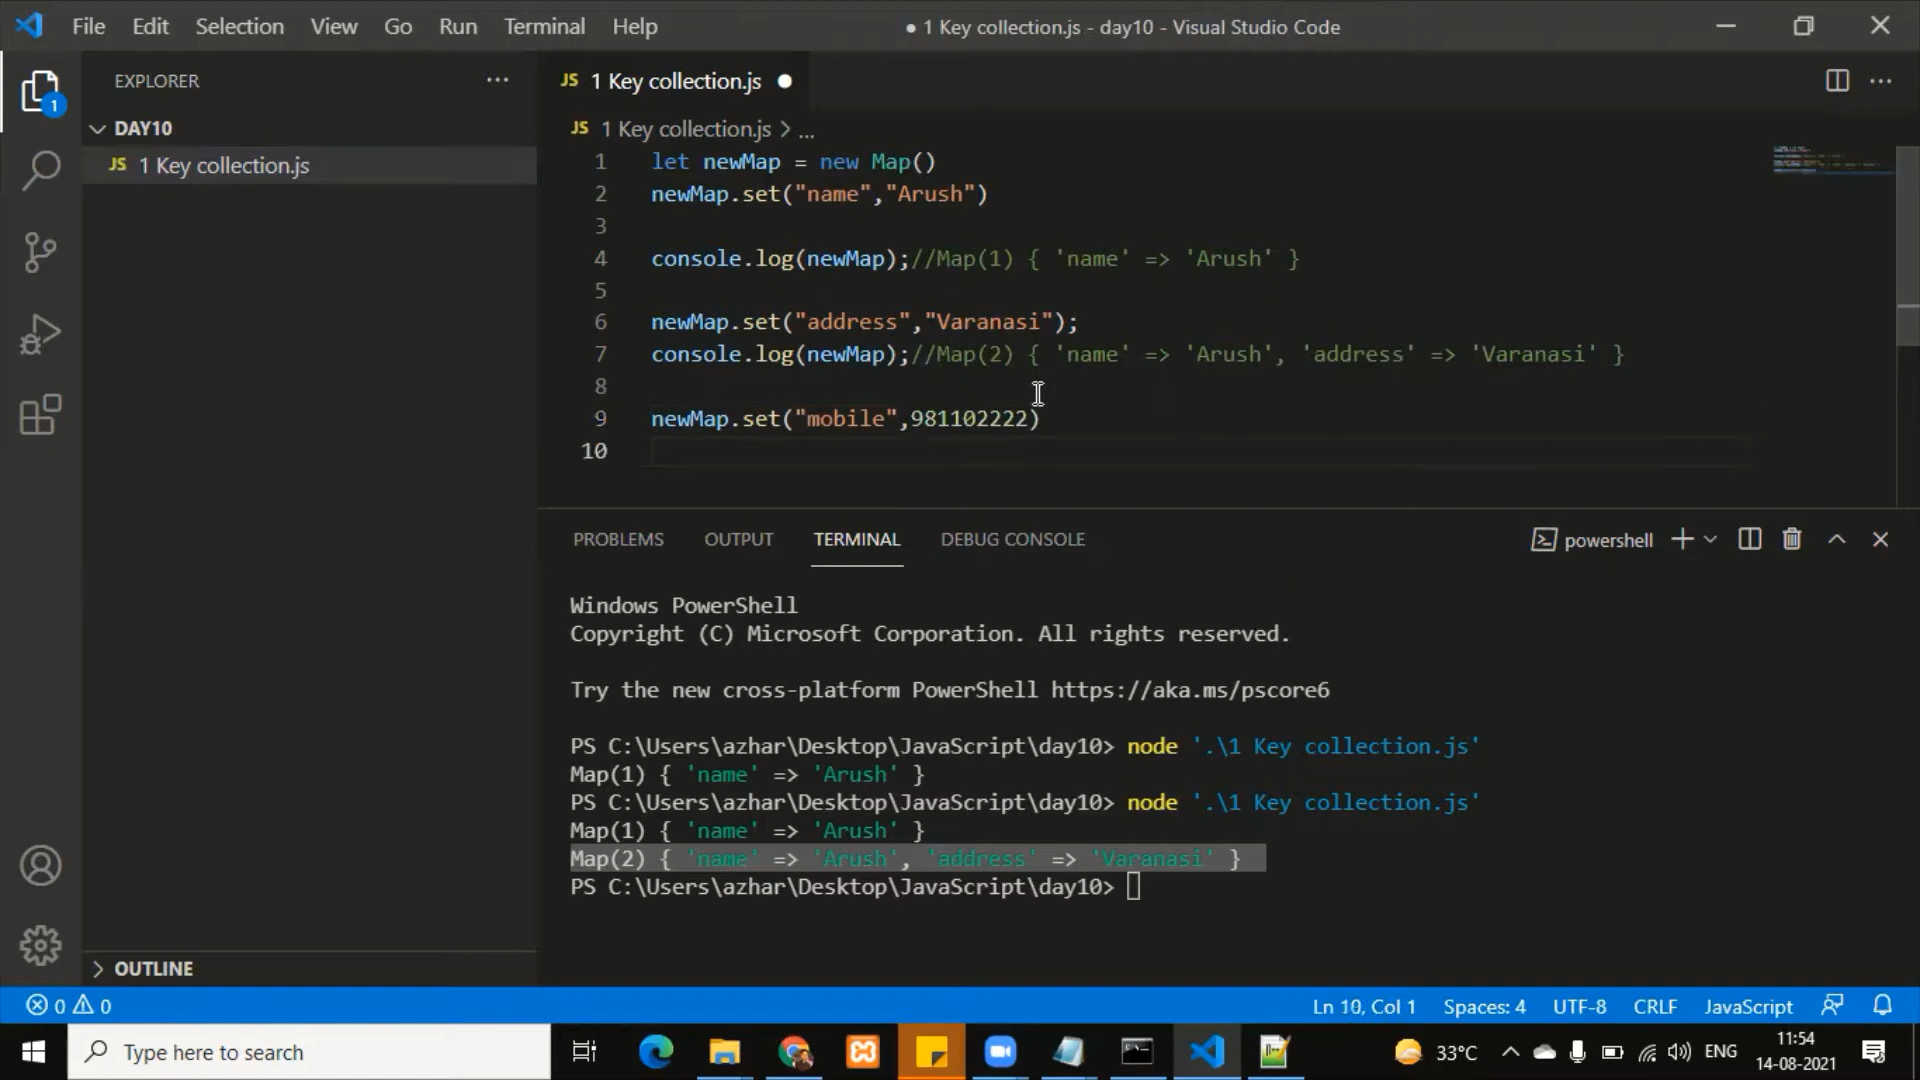 File Edit Selection View Go Run Terminal Help
● 1 Key collection.js - day10 - Visual Studio Code
EXPLORER
1
DAY10
JS 1 Key collection.js
OUTLINE
JS 1 Key collection.js
JS 1 Key collection.js > ...
1 let newMap = new Map()
2 newMap.set("name","Arush")
3
4 console.log(newMap);//Map(1) { 'name' => 'Arush' }
5
6 newMap.set("address","Varanasi");
7 console.log(newMap);//Map(2) { 'name' => 'Arush', 'address' => 'Varanasi' }
8
9 newMap.set("mobile",981102222)
10
PROBLEMS OUTPUT TERMINAL DEBUG CONSOLE
powershell
Windows PowerShell
Copyright (C) Microsoft Corporation. All rights reserved.
Try the new cross-platform PowerShell https://aka.ms/pscore6
PS C:\Users\azhar\Desktop\JavaScript\day10> node '.\1 Key collection.js'
Map(1) { 'name' => 'Arush' }
PS C:\Users\azhar\Desktop\JavaScript\day10> node '.\1 Key collection.js'
Map(1) { 'name' => 'Arush' }
Map(2) { 'name' => 'Arush', 'address' => 'Varanasi' }
PS C:\Users\azhar\Desktop\JavaScript\day10>
0 0
Ln 10, Col 1 Spaces: 4 UTF-8 CRLF JavaScript
Type here to search
33°C
ENG
11:54
14-08-2021